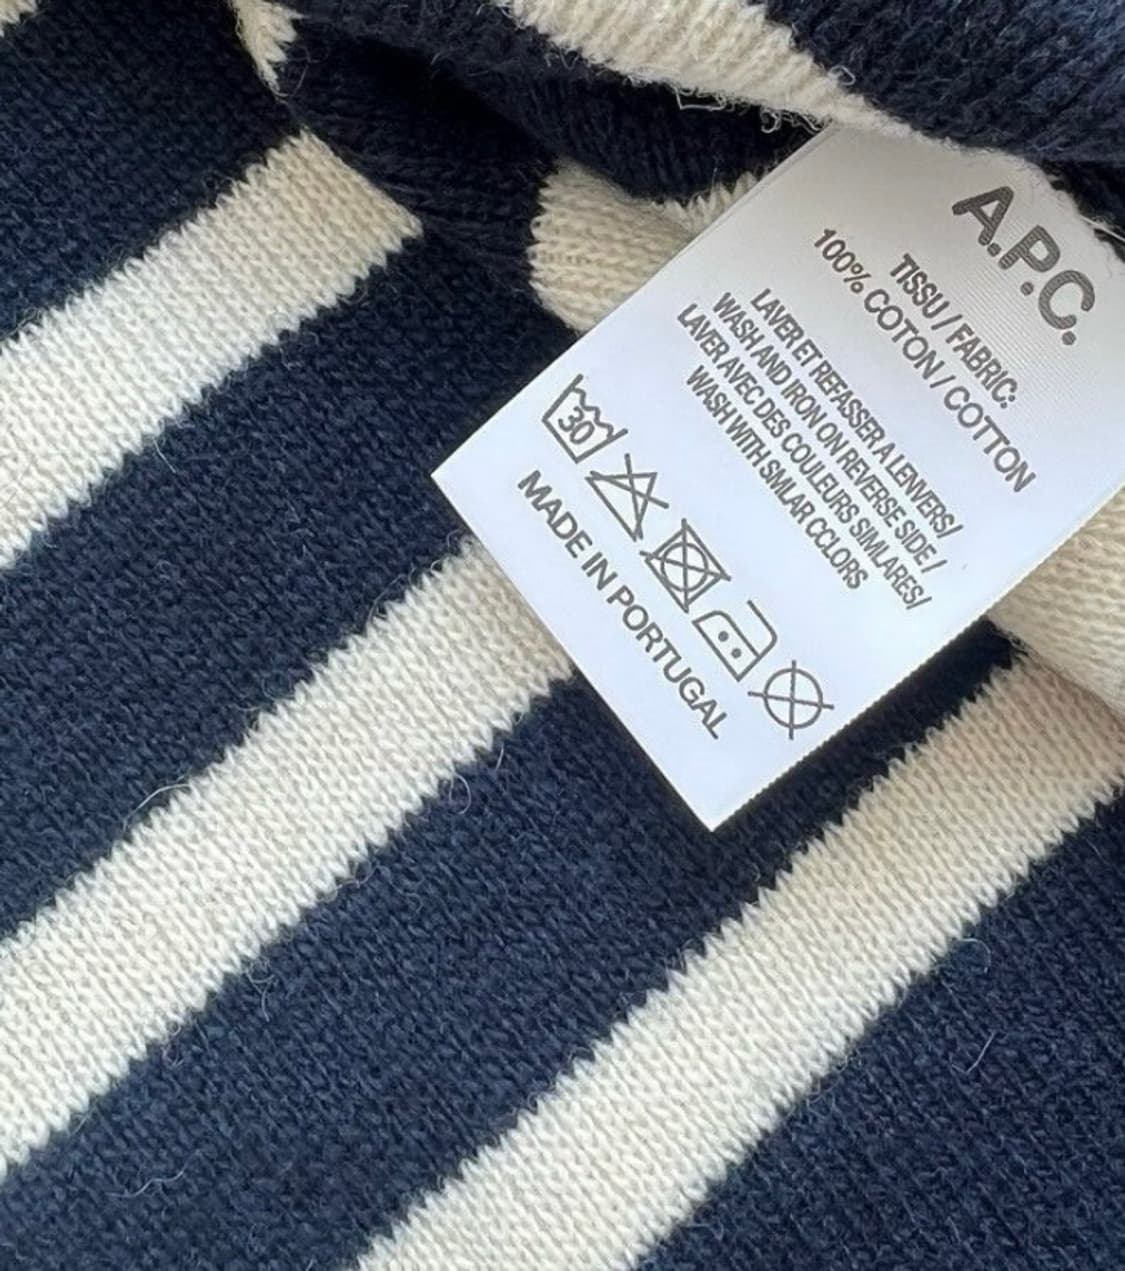 A.P.C.
TISSU / FABRIC:
100% COTON / COTTON
LAVER ET REFASSER A LENVERS/
WASH AND IRON ON REVERSE SIDE /
LAVER AVEC DES COULEURS SIMLARES/
WASH WITH SMLAR CCLORS
30
MADE IN PORTUGAL